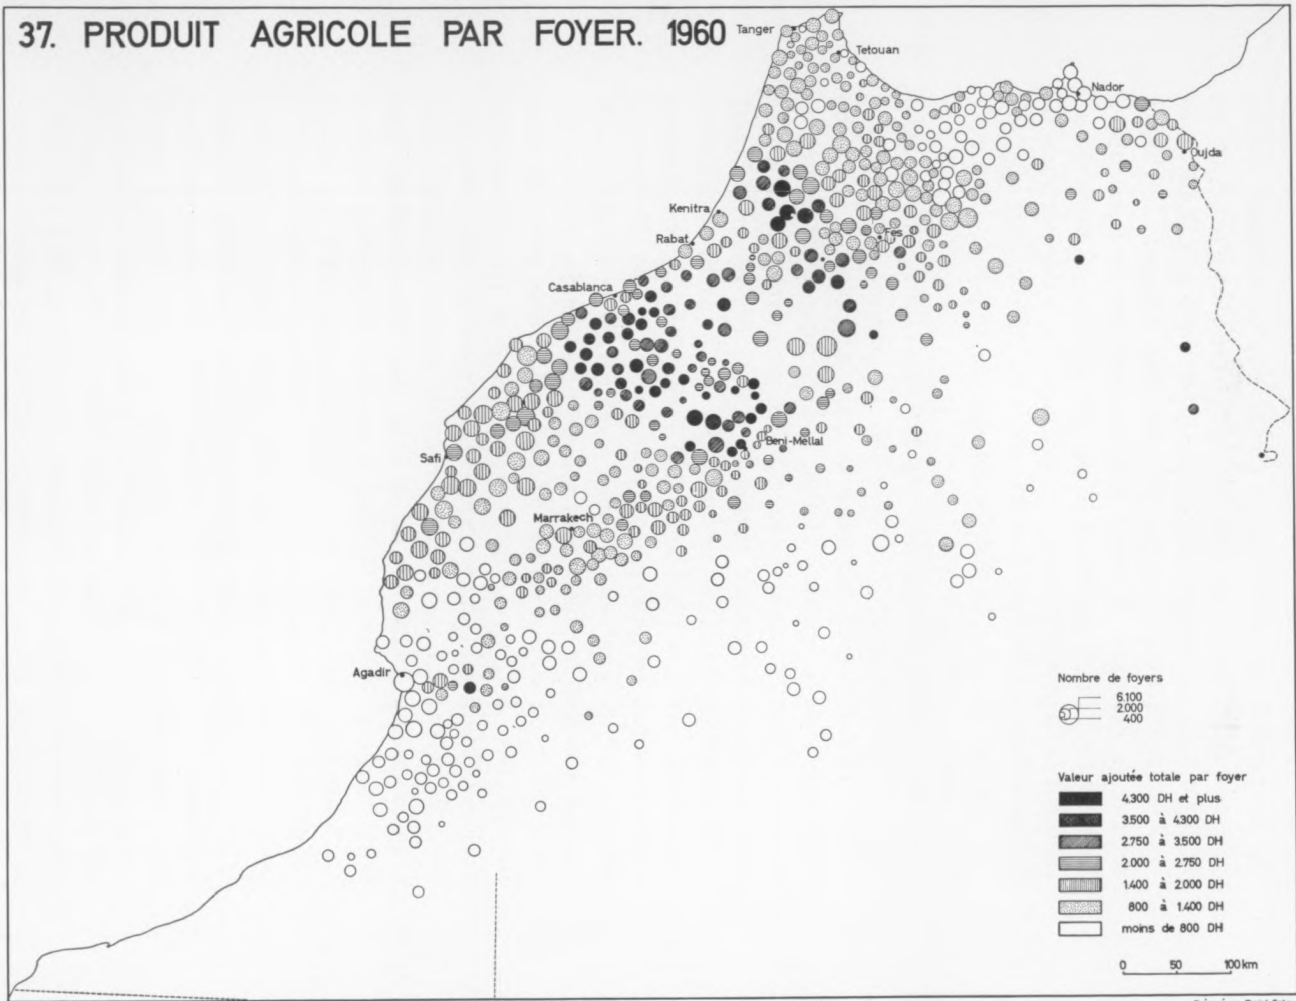 37. PRODUIT AGRICOLE PAR FOYER. 1960
Tanger
Tetouan
Nador
Oujda
Kenitra
Fes
Rabat
Casablanca
Beni-Mellal
Safi
Marrakech
Agadir
Nombre de foyers
6.100
2.000
400
Valeur ajoutée totale par foyer
4.300 DH et plus
3.500 à 4.300 DH
2.750 à 3.500 DH
2.000 à 2.750 DH
1.400 à 2.000 DH
800 à 1.400 DH
moins de 800 DH
0 50 100km